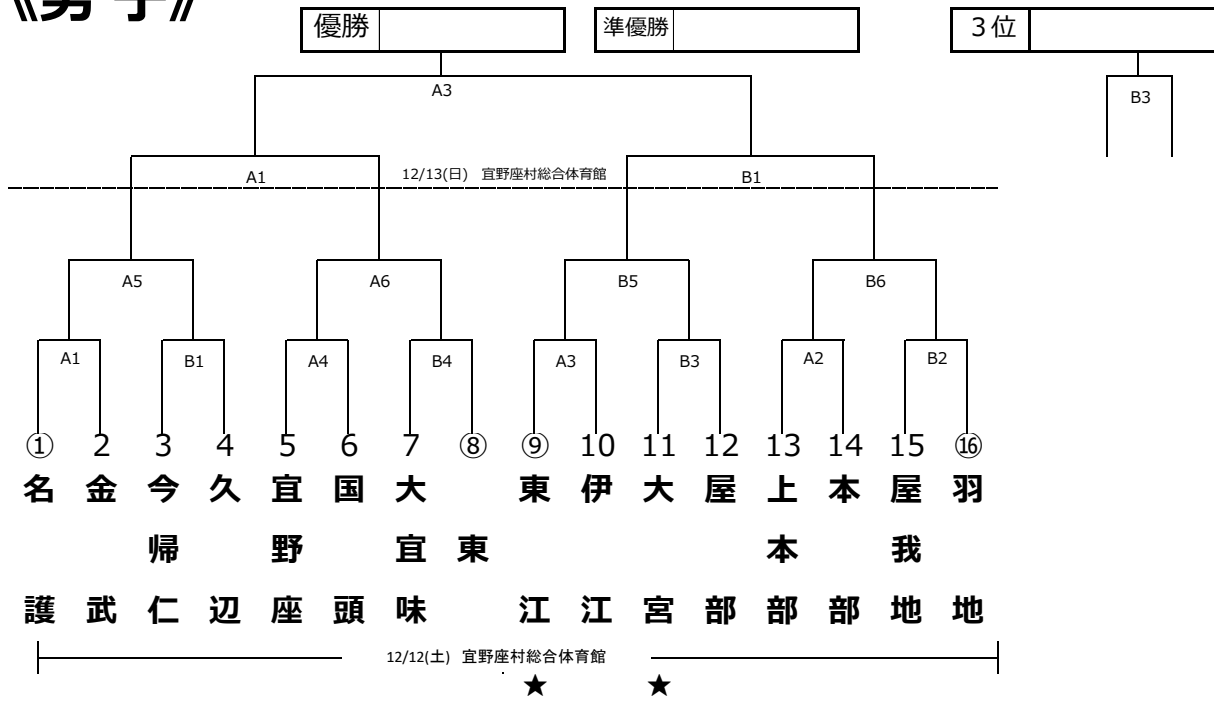 《男子》
優勝 準優勝 3位
A3 B3
A1 12/13(日) 宜野座村総合体育館 B1
A5 A6 B5 B6
A1 B1 A4 B4 A3 B3 A2 B2
① 2 3 4 5 6 7 ⑧ ⑨ 10 11 12 13 14 15 ⑯
名護 金武 今帰仁 久辺 宜野座 国頭 大宜味 東 東江 伊江 大宮 屋部 上本部 本部 屋我地 羽地
12/12(土) 宜野座村総合体育館
★ ★